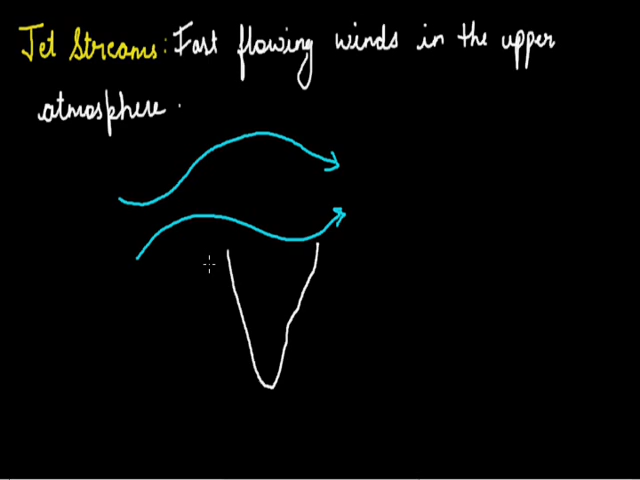 Jet Streams: Fast flowing winds in the upper
atmosphere.